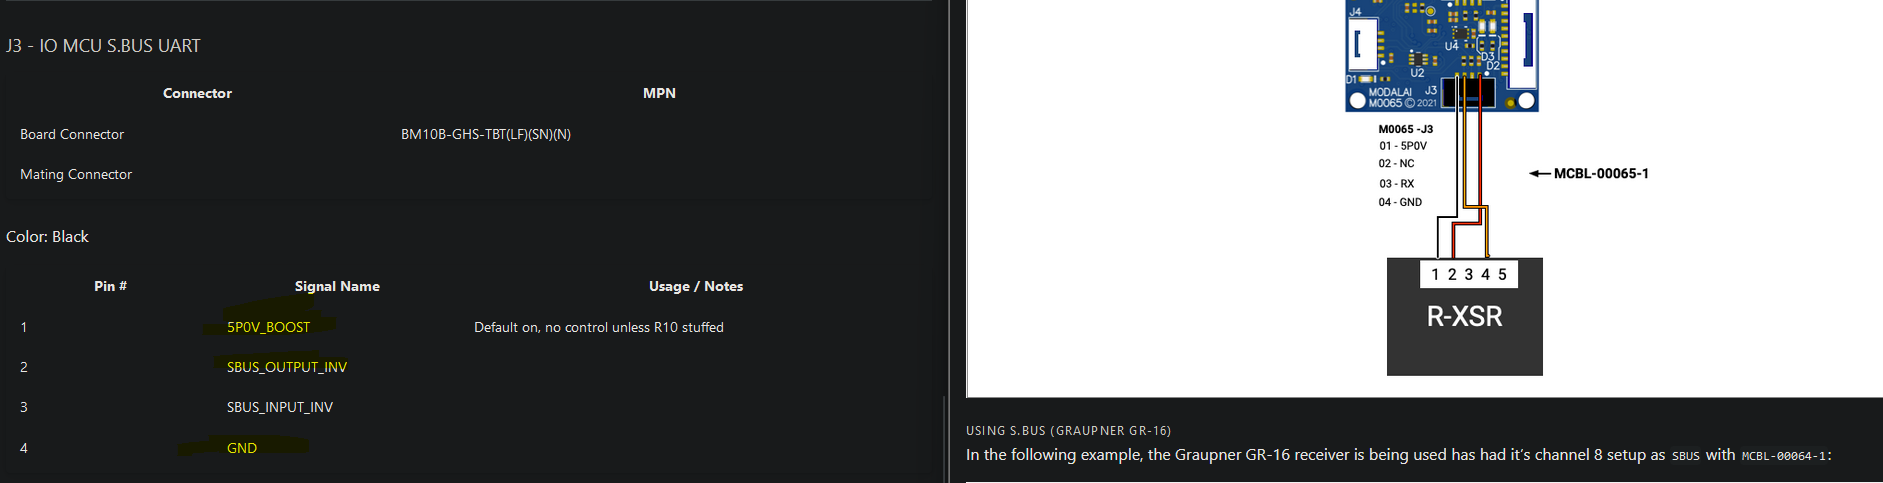 J3 - IO MCU S.BUS UART
Connector MPN
Board Connector BM10B-GHS-TBT(LF)(SN)(N)
Mating Connector
Color: Black
Pin # Signal Name Usage / Notes
1 5P0V_BOOST Default on, no control unless R10 stuffed
2 SBUS_OUTPUT_INV
3 SBUS_INPUT_INV
4 GND
J4
U4
D3
D2
U2
D1
MODALAI J3
M0065 © 2021
M0065 -J3
01 - 5P0V
02 - NC
03 - RX
04 - GND
MCBL-00065-1
1 2 3 4 5
R-XSR
USING S.BUS (GRAUPNER GR-16)
In the following example, the Graupner GR-16 receiver is being used has had it’s channel 8 setup as SBUS with MCBL-00064-1: